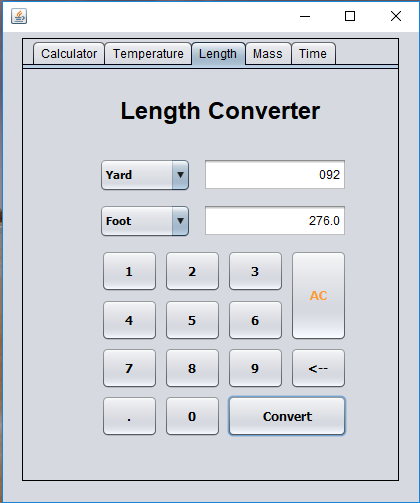 Calculator Temperature Length Mass Time
Length Converter
Yard 092
Foot 276.0
1 2 3 AC
4 5 6
7 8 9 <--
. 0 Convert